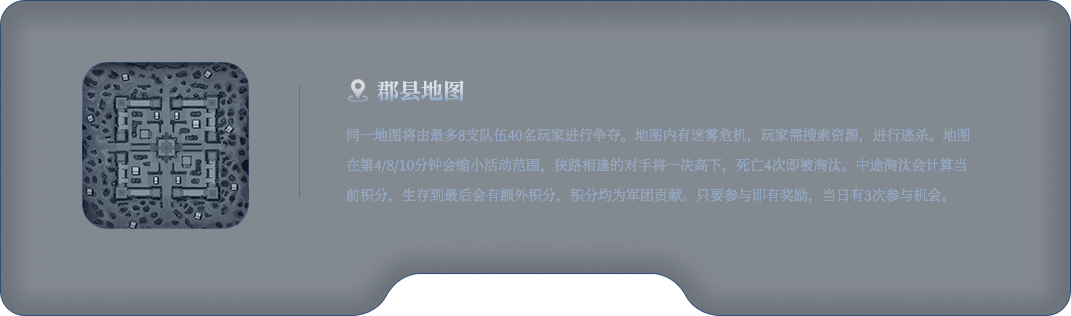 郡县地图
同一地图将由最多8支队伍40名玩家进行争夺。地图内有迷雾危机，玩家需搜索资源，进行逃杀。地图
在第4/8/10分钟会缩小活动范围，狭路相逢的对手将一决高下，死亡4次即被淘汰。中途淘汰会计算当
前积分，生存到最后会有额外积分，积分均为军团贡献。只要参与即有奖励，当日有3次参与机会。